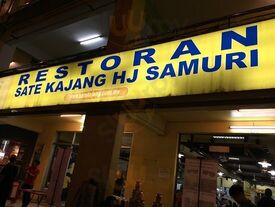 RESTORAN
SATE KAJANG HJ SAMURI